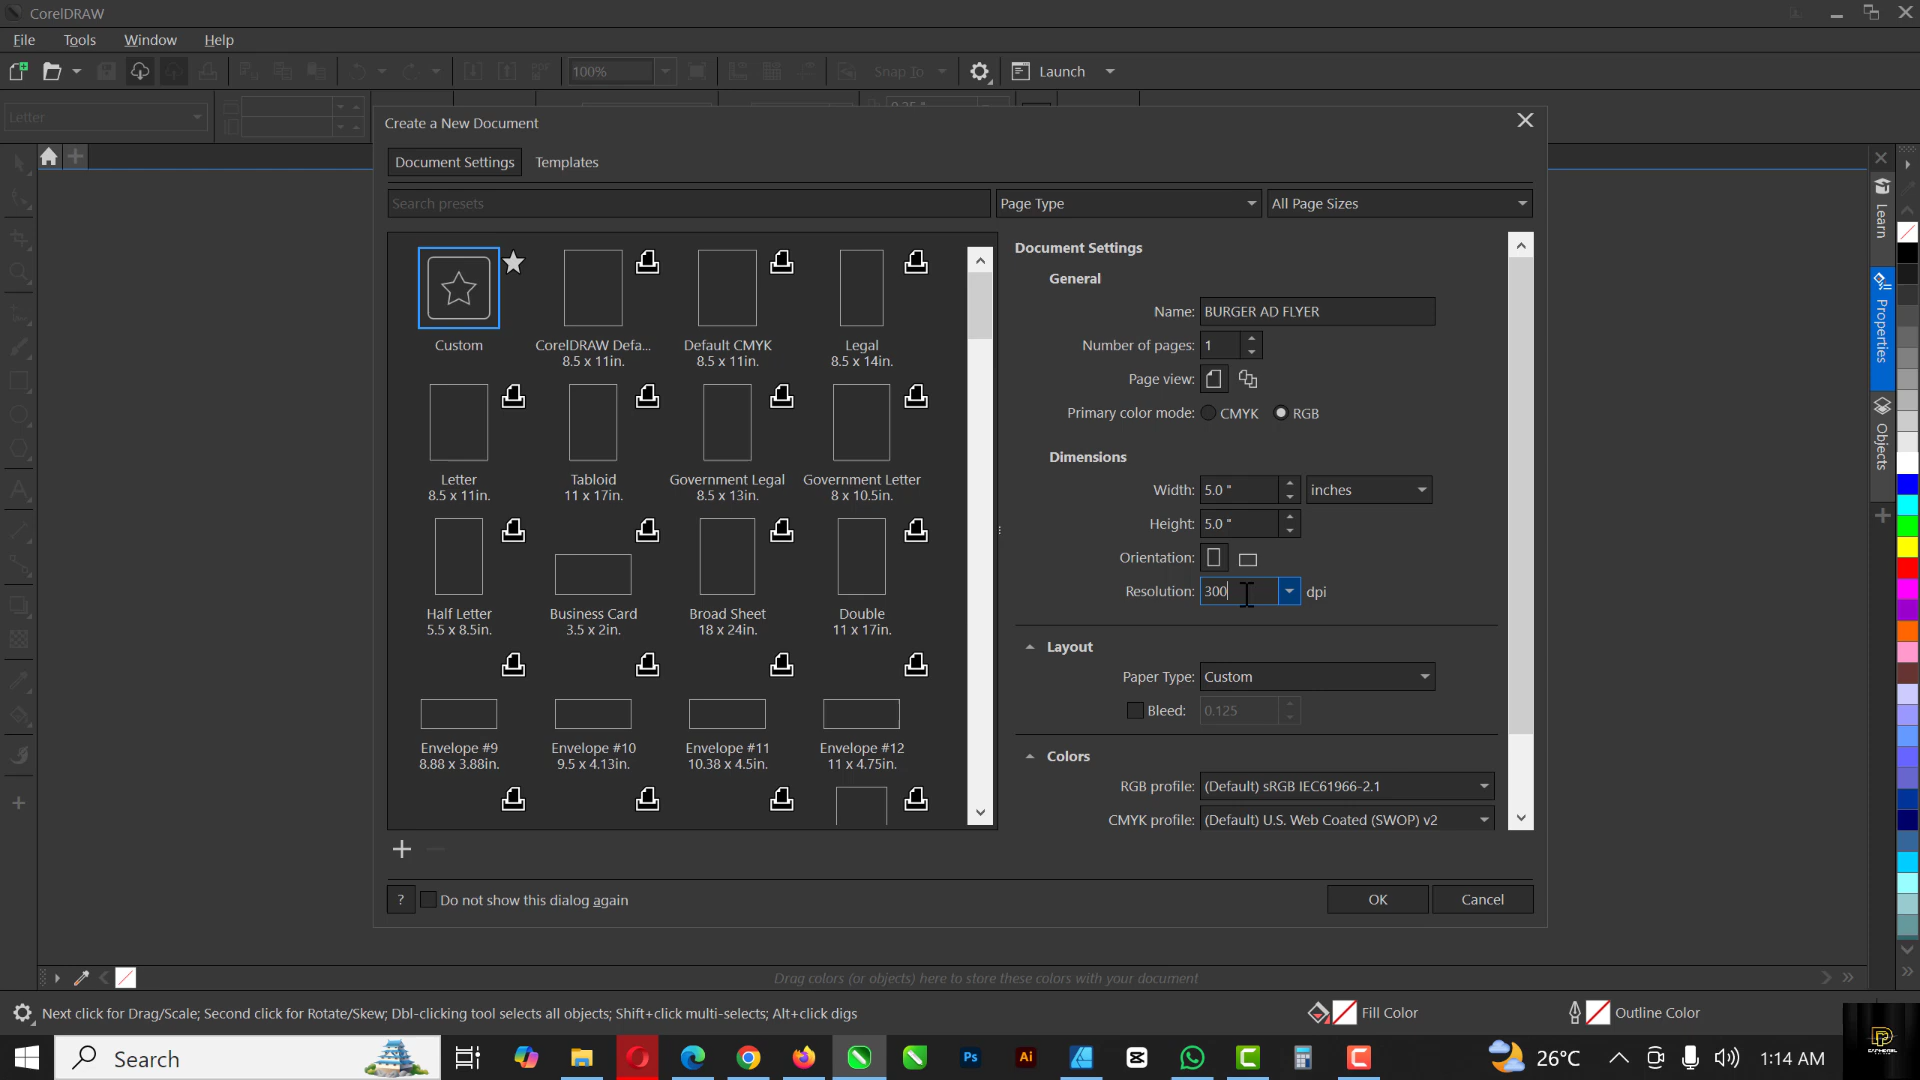 CorelDRAW
File Tools Window Help
100% Snap To Launch
Letter
Create a New Document
Document Settings Templates
Search presets Page Type All Page Sizes
Custom
CorelDRAW Defa...
8.5 x 11in.
Default CMYK
8.5 x 11in.
Legal
8.5 x 14in.
Letter
8.5 x 11in.
Tabloid
11 x 17in.
Government Legal
8.5 x 13in.
Government Letter
8 x 10.5in.
Half Letter
5.5 x 8.5in.
Business Card
3.5 x 2in.
Broad Sheet
18 x 24in.
Double
11 x 17in.
Envelope #9
8.88 x 3.88in.
Envelope #10
9.5 x 4.13in.
Envelope #11
10.38 x 4.5in.
Envelope #12
11 x 4.75in.
Document Settings
General
Name: BURGER AD FLYER
Number of pages: 1
Page view:
Primary color mode: CMYK RGB
Dimensions
Width: 5.0 " inches
Height: 5.0 "
Orientation:
Resolution: 300 dpi
Layout
Paper Type: Custom
Bleed: 0.125
Colors
RGB profile: (Default) sRGB IEC61966-2.1
CMYK profile: (Default) U.S. Web Coated (SWOP) v2
? Do not show this dialog again
OK Cancel
Learn
Properties
Objects
Drag colors (or objects) here to store these colors with your document
Next click for Drag/Scale; Second click for Rotate/Skew; Dbl-clicking tool selects all objects; Shift+click multi-selects; Alt+click digs
Fill Color Outline Color
Search Ps Ai 26°C 1:14 AM